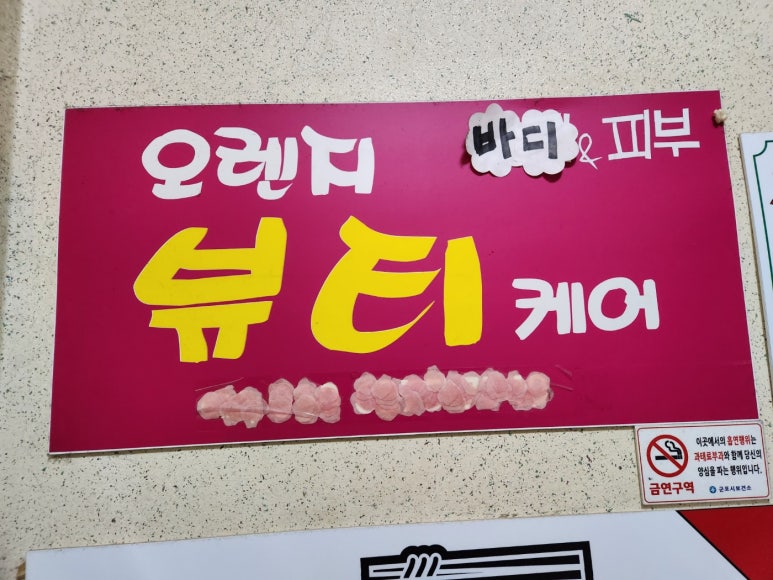 오렌지 바디 & 피부
뷰티 케어
이곳에서의 흡연행위는
과태료부과와 함께 당신의
양심을 파는 행위입니다.
금연구역 군포시보건소